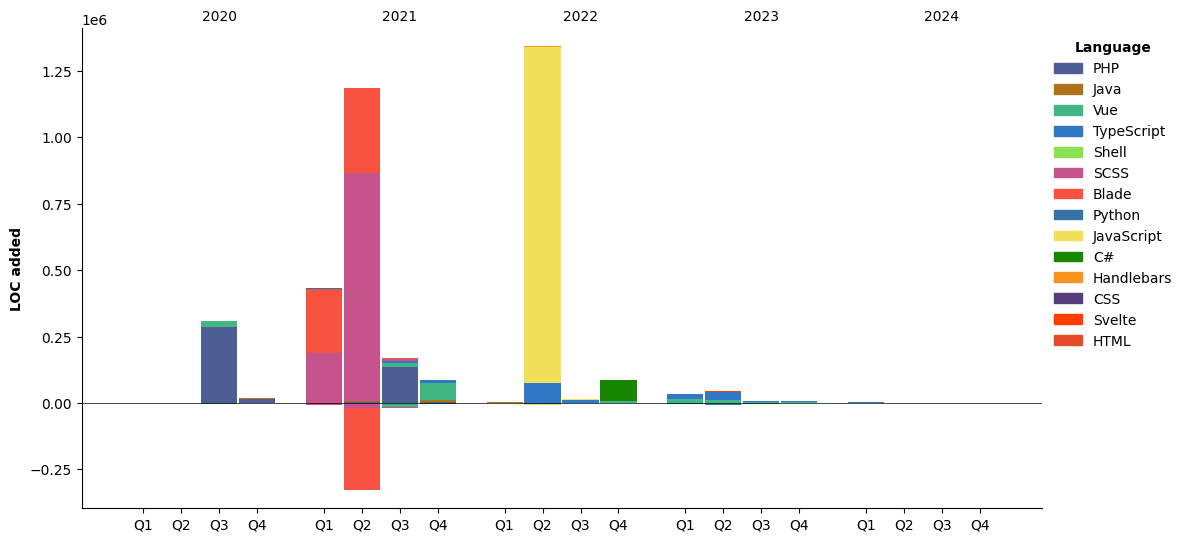 1e6
2020 2021 2022 2023 2024
LOC added
1.25
1.00
0.75
0.50
0.25
0.00
−0.25
Q1 Q2 Q3 Q4 Q1 Q2 Q3 Q4 Q1 Q2 Q3 Q4 Q1 Q2 Q3 Q4 Q1 Q2 Q3 Q4
Language
PHP
Java
Vue
TypeScript
Shell
SCSS
Blade
Python
JavaScript
C#
Handlebars
CSS
Svelte
HTML